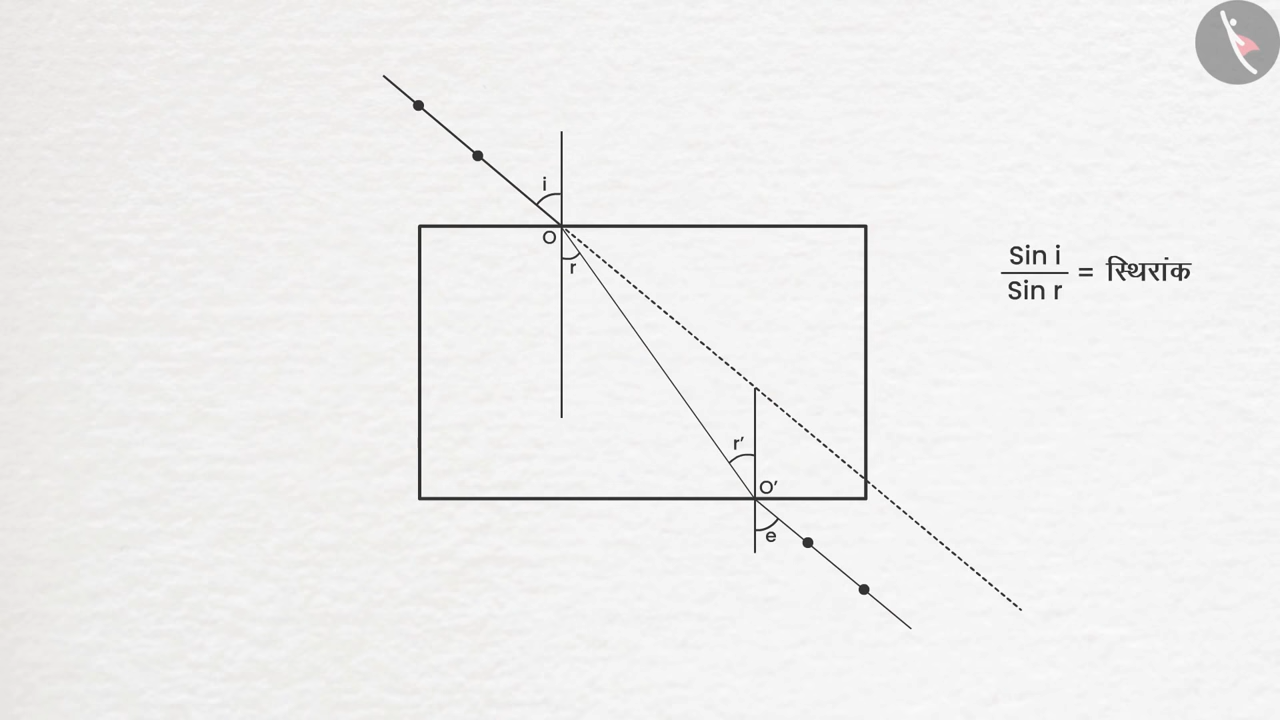 i
O
r
Sin i
Sin r
= स्थिरांक
r′
O′
e